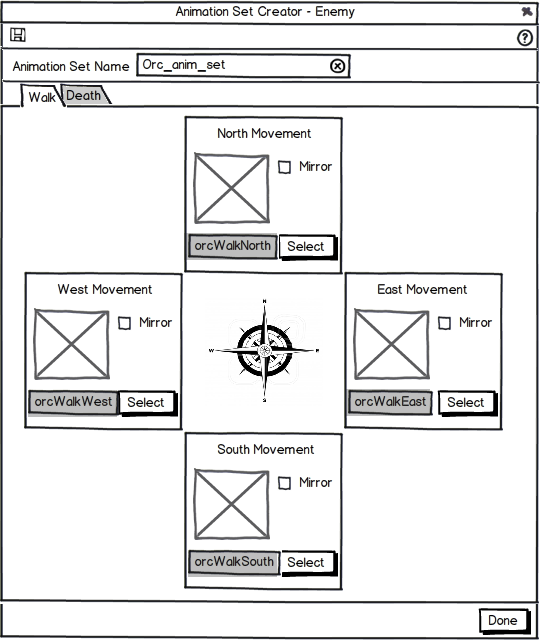 Animation Set Creator - Enemy
?
Animation Set Name Orc_anim_set
Walk Death
North Movement
Mirror
orcWalkNorth Select
West Movement
Mirror
orcWalkWest Select
N
W E
S
East Movement
Mirror
orcWalkEast Select
South Movement
Mirror
orcWalkSouth Select
Done